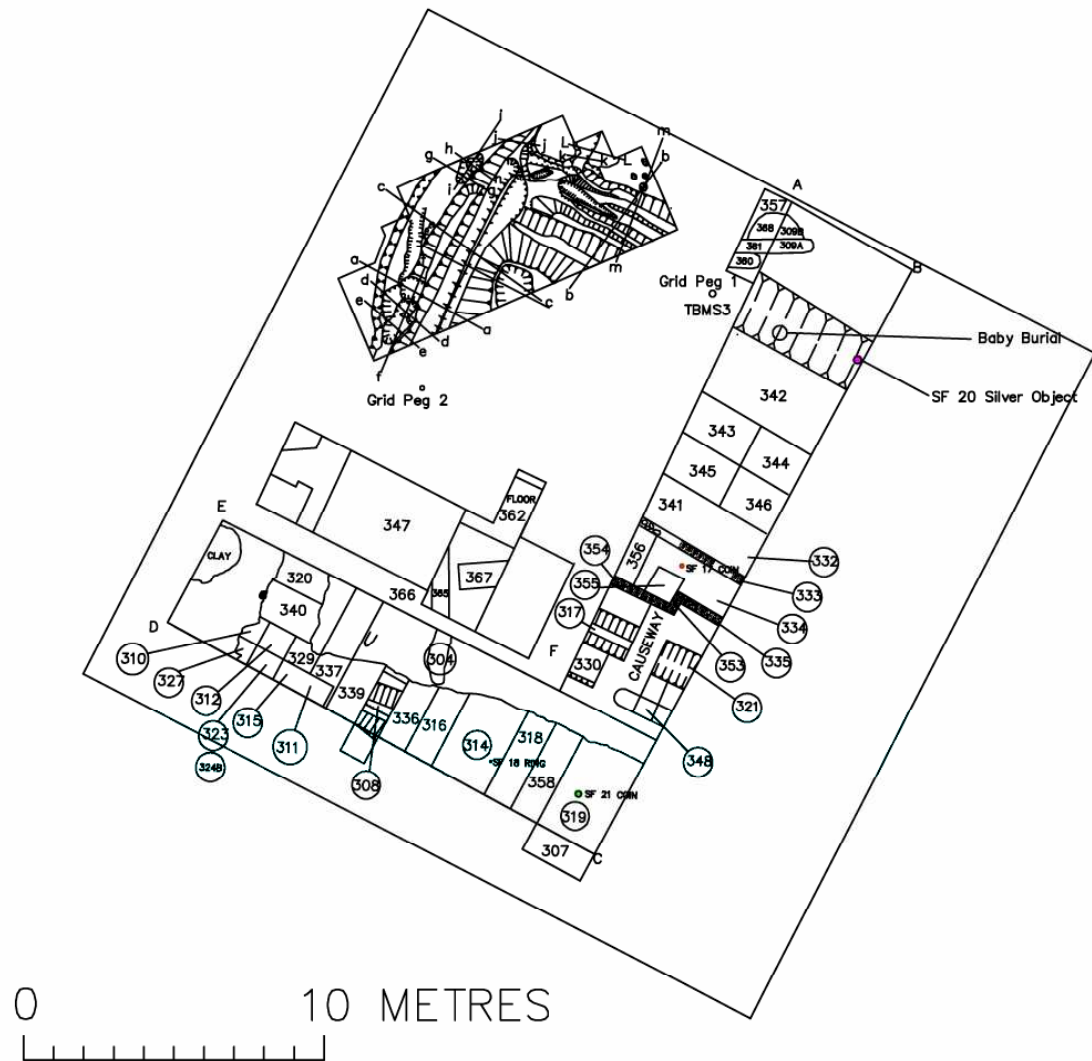 i
m
h
j
j
L
L
b
g
n
k
L
c
i
n
g
A
357
368
309B
361
309A
360
B
a
m
Grid Peg 1
d
b
c
TBMS3
e
a
d
e
Baby Burial
f
Grid Peg 2
SF 20 Silver Object
342
343
344
345
346
341
FLOOR
362
E
347
CLAY
320
340
366
365
367
354
356
355
SF 17 COIN
332
333
334
317
CAUSEWAY
353
335
D
U
304
F
330
321
310
327
329
337
339
312
315
311
323
324B
336
316
314
318
348
SF 18 RING
358
SF 21 COIN
308
319
307
C
0 10 METRES